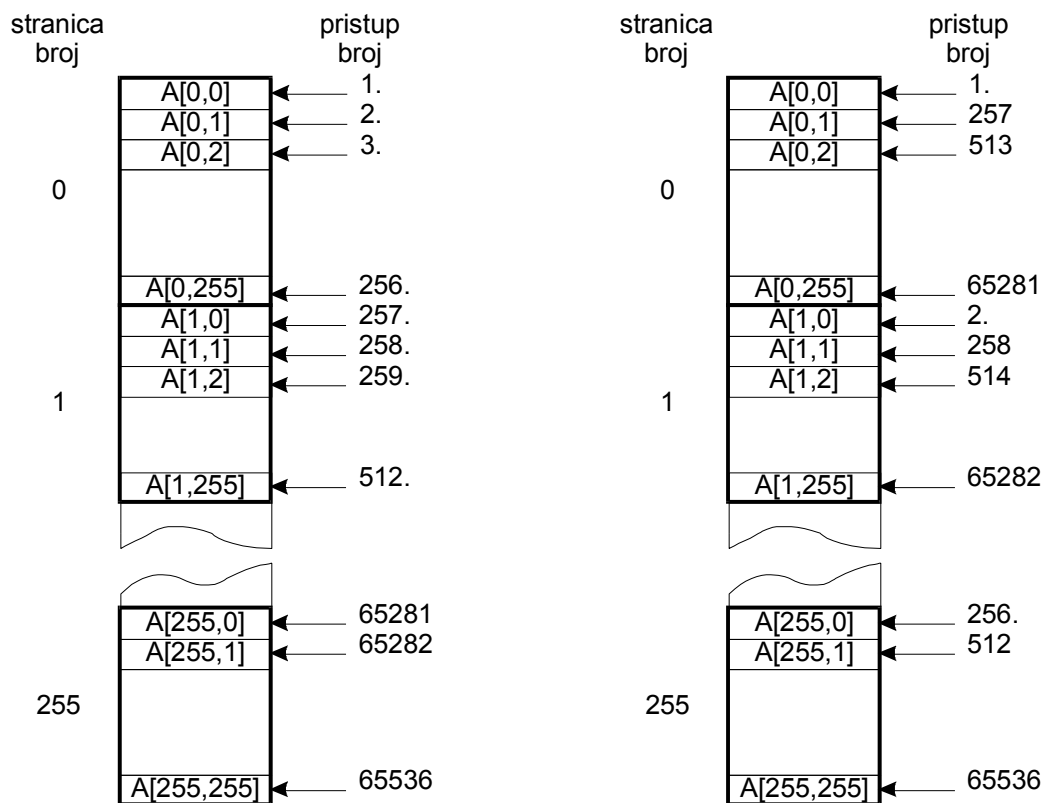 stranica
broj
pristup
broj
A[0,0]
1.
A[0,1]
2.
A[0,2]
3.
0
A[0,255]
256.
A[1,0]
257.
A[1,1]
258.
A[1,2]
259.
1
A[1,255]
512.
A[255,0]
65281
A[255,1]
65282
255
A[255,255]
65536
stranica
broj
pristup
broj
A[0,0]
1.
A[0,1]
257
A[0,2]
513
0
A[0,255]
65281
A[1,0]
2.
A[1,1]
258
A[1,2]
514
1
A[1,255]
65282
A[255,0]
256.
A[255,1]
512
255
A[255,255]
65536